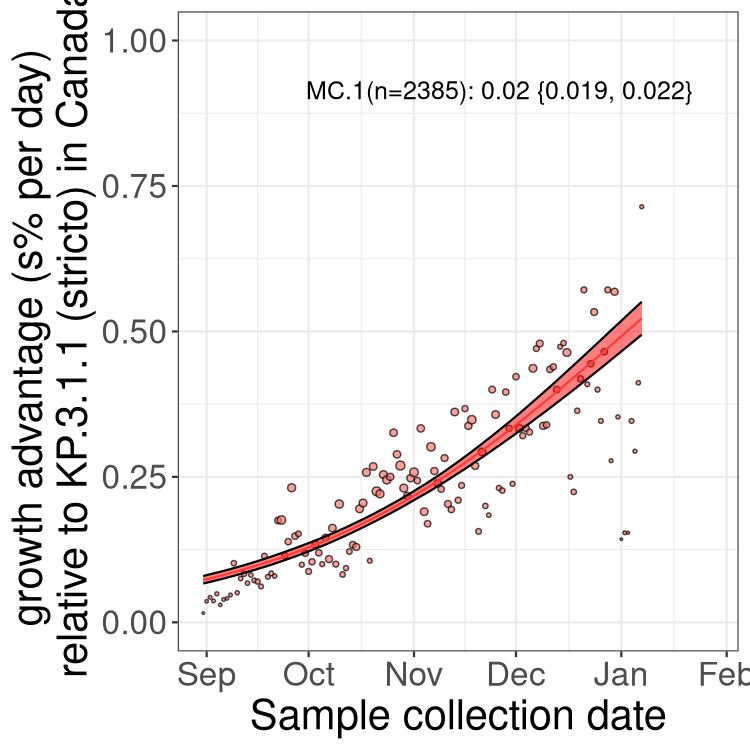 growth advantage (s% per day)
relative to KP.3.1.1 (stricto) in Canada
1.00
MC.1(n=2385): 0.02 {0.019, 0.022}
0.75
0.50
0.25
0.00
Sep Oct Nov Dec Jan Feb
Sample collection date